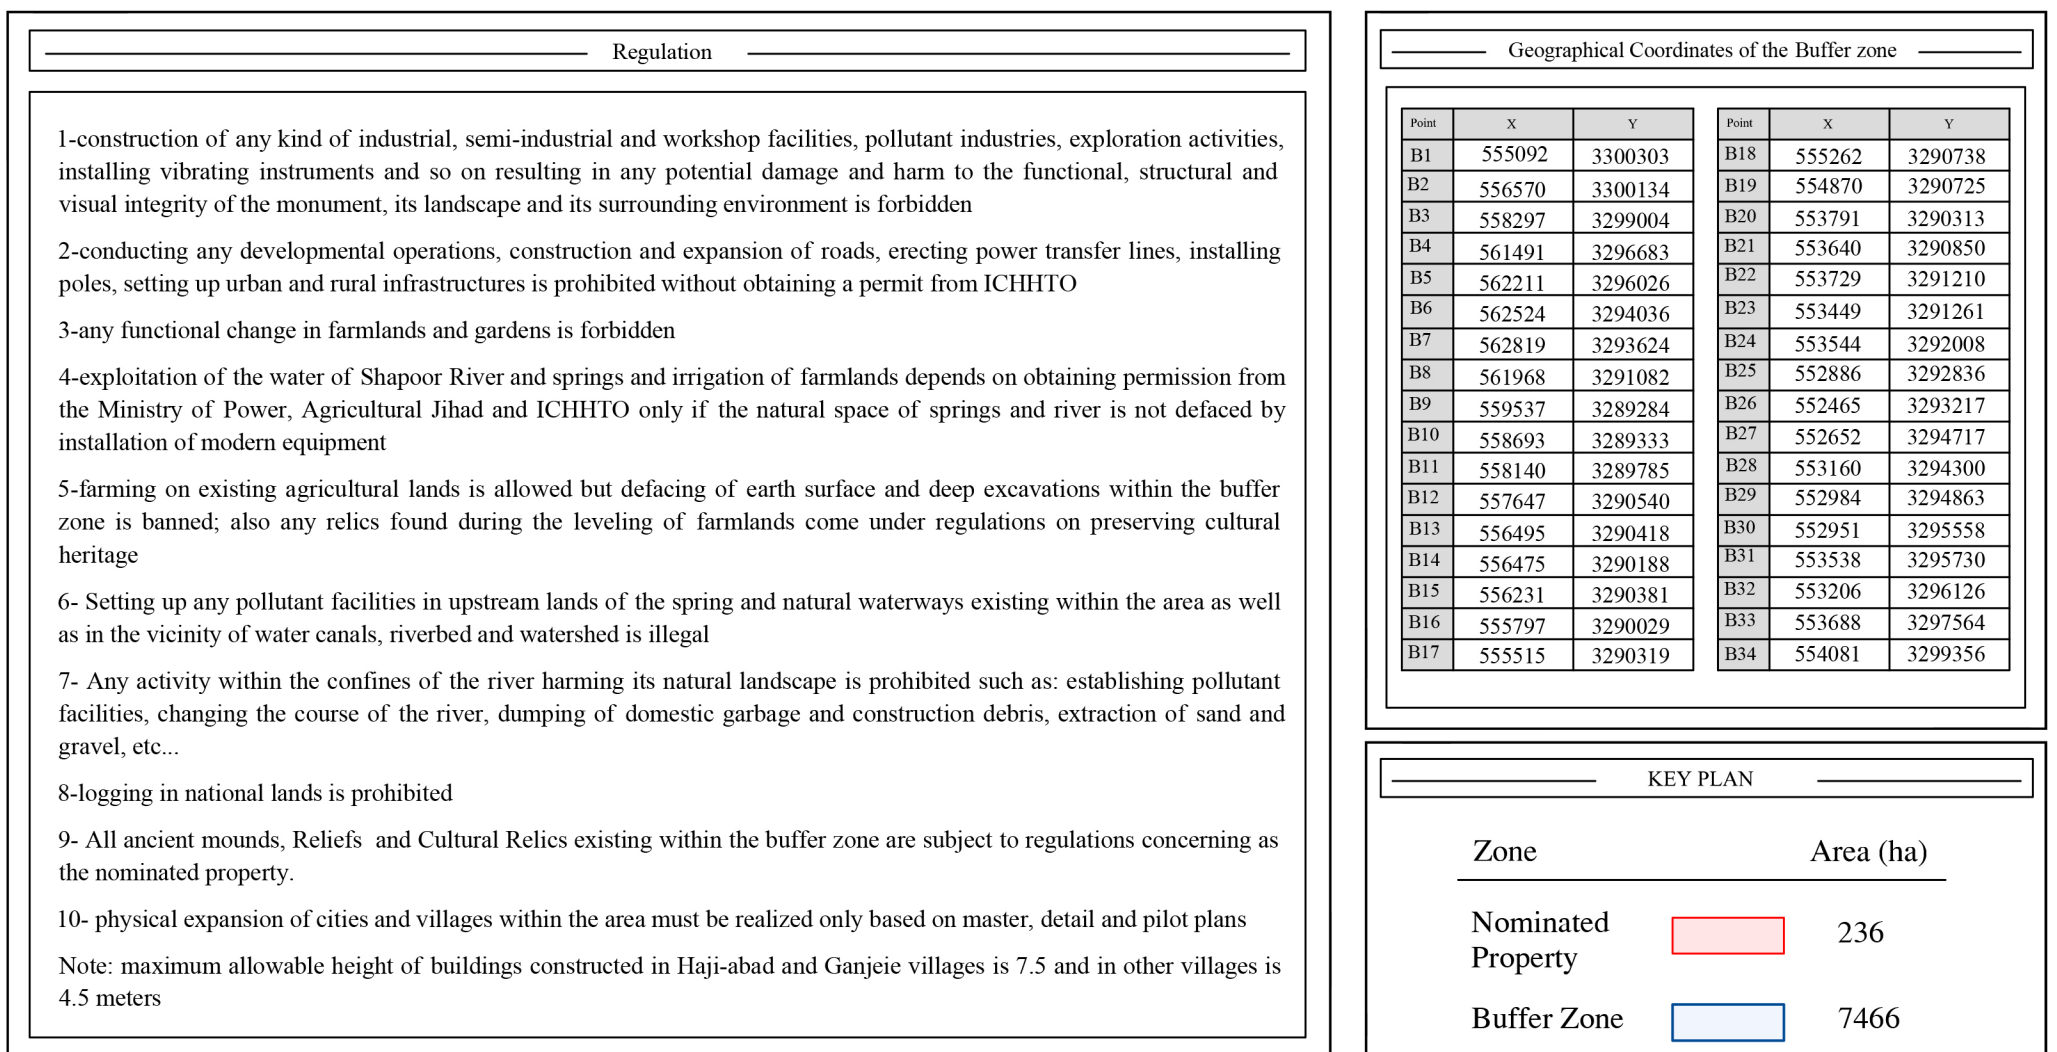 Regulation
1-construction of any kind of industrial, semi-industrial and workshop facilities, pollutant industries, exploration activities,
installing vibrating instruments and so on resulting in any potential damage and harm to the functional, structural and
visual integrity of the monument, its landscape and its surrounding environment is forbidden
2-conducting any developmental operations, construction and expansion of roads, erecting power transfer lines, installing
poles, setting up urban and rural infrastructures is prohibited without obtaining a permit from ICHHTO
3-any functional change in farmlands and gardens is forbidden
4-exploitation of the water of Shapoor River and springs and irrigation of farmlands depends on obtaining permission from
the Ministry of Power, Agricultural Jihad and ICHHTO only if the natural space of springs and river is not defaced by
installation of modern equipment
5-farming on existing agricultural lands is allowed but defacing of earth surface and deep excavations within the buffer
zone is banned; also any relics found during the leveling of farmlands come under regulations on preserving cultural
heritage
6- Setting up any pollutant facilities in upstream lands of the spring and natural waterways existing within the area as well
as in the vicinity of water canals, riverbed and watershed is illegal
7- Any activity within the confines of the river harming its natural landscape is prohibited such as: establishing pollutant
facilities, changing the course of the river, dumping of domestic garbage and construction debris, extraction of sand and
gravel, etc...
8-logging in national lands is prohibited
9- All ancient mounds, Reliefs and Cultural Relics existing within the buffer zone are subject to regulations concerning as
the nominated property.
10- physical expansion of cities and villages within the area must be realized only based on master, detail and pilot plans
Note: maximum allowable height of buildings constructed in Haji-abad and Ganjeie villages is 7.5 and in other villages is
4.5 meters
Geographical Coordinates of the Buffer zone
Point X Y Point X Y
B1 555092 3300303 B18 555262 3290738
B2 556570 3300134 B19 554870 3290725
B3 558297 3299004 B20 553791 3290313
B4 561491 3296683 B21 553640 3290850
B5 562211 3296026 B22 553729 3291210
B6 562524 3294036 B23 553449 3291261
B7 562819 3293624 B24 553544 3292008
B8 561968 3291082 B25 552886 3292836
B9 559537 3289284 B26 552465 3293217
B10 558693 3289333 B27 552652 3294717
B11 558140 3289785 B28 553160 3294300
B12 557647 3290540 B29 552984 3294863
B13 556495 3290418 B30 552951 3295558
B14 556475 3290188 B31 553538 3295730
B15 556231 3290381 B32 553206 3296126
B16 555797 3290029 B33 553688 3297564
B17 555515 3290319 B34 554081 3299356
KEY PLAN
Zone Area (ha)
Nominated
Property 236
Buffer Zone 7466